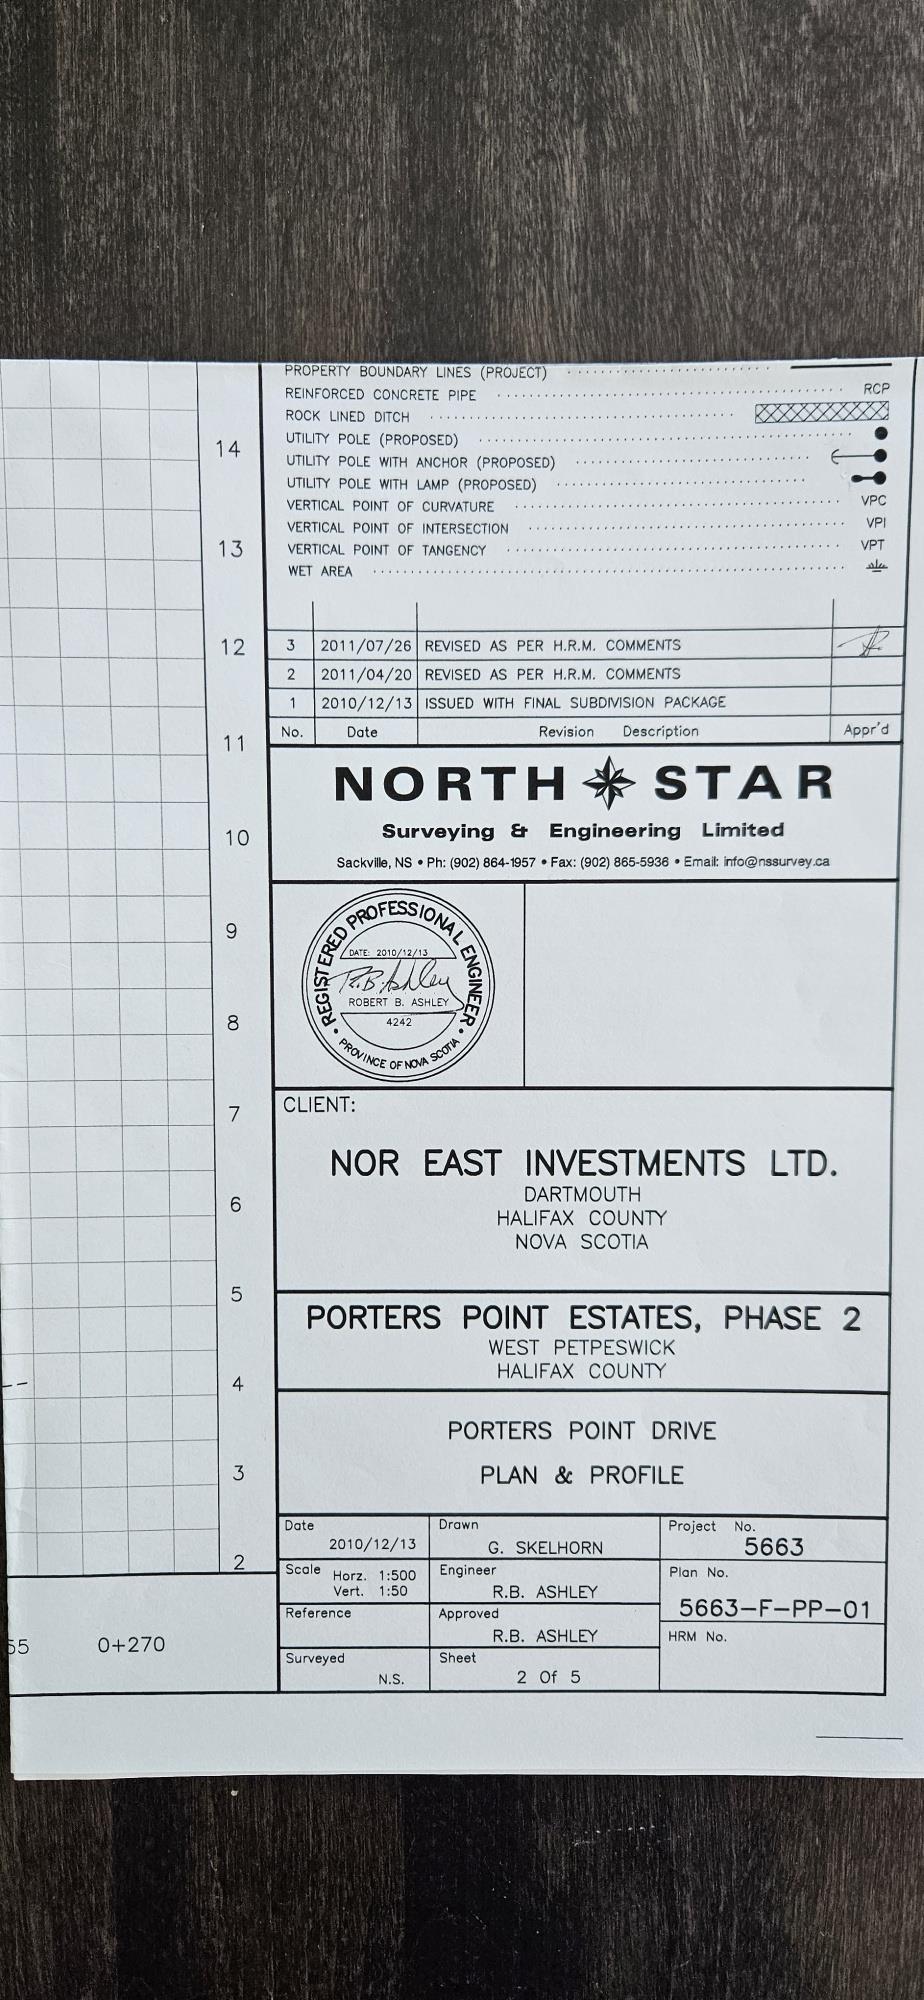 PROPERTY BOUNDARY LINES (PROJECT)
REINFORCED CONCRETE PIPE RCP
ROCK LINED DITCH
UTILITY POLE (PROPOSED)
UTILITY POLE WITH ANCHOR (PROPOSED)
UTILITY POLE WITH LAMP (PROPOSED)
VERTICAL POINT OF CURVATURE VPC
VERTICAL POINT OF INTERSECTION VPI
VERTICAL POINT OF TANGENCY VPT
WET AREA
14
13
12
11
10
9
8
7
6
5
4
3
2
55 0+270
3 2011/07/26 REVISED AS PER H.R.M. COMMENTS
2 2011/04/20 REVISED AS PER H.R.M. COMMENTS
1 2010/12/13 ISSUED WITH FINAL SUBDIVISION PACKAGE
No. Date Revision Description Appr'd
NORTH STAR
Surveying & Engineering Limited
Sackville, NS • Ph: (902) 864-1957 • Fax: (902) 865-5936 • Email: info@nssurvey.ca
REGISTERED PROFESSIONAL ENGINEER
DATE: 2010/12/13
R.B. Ashley
ROBERT B. ASHLEY
4242
PROVINCE OF NOVA SCOTIA
CLIENT:
NOR EAST INVESTMENTS LTD.
DARTMOUTH
HALIFAX COUNTY
NOVA SCOTIA
PORTERS POINT ESTATES, PHASE 2
WEST PETPESWICK
HALIFAX COUNTY
PORTERS POINT DRIVE
PLAN & PROFILE
Date
2010/12/13
Drawn
G. SKELHORN
Project No.
5663
Scale Horz. 1:500
Vert. 1:50
Engineer
R.B. ASHLEY
Plan No.
5663-F-PP-01
Reference
Approved
R.B. ASHLEY
HRM No.
Surveyed
N.S.
Sheet
2 Of 5